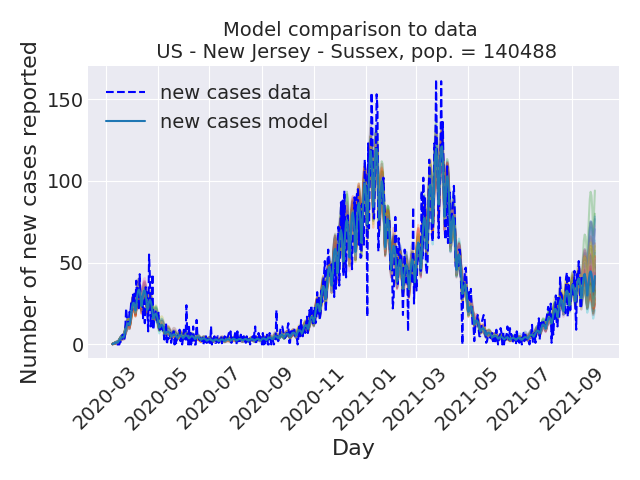 Model comparison to data
US - New Jersey - Sussex, pop. = 140488
Number of new cases reported
150
100
50
0
new cases data
new cases model
2020-03
2020-05
2020-07
2020-09
2020-11
2021-01
2021-03
2021-05
2021-07
2021-09
Day